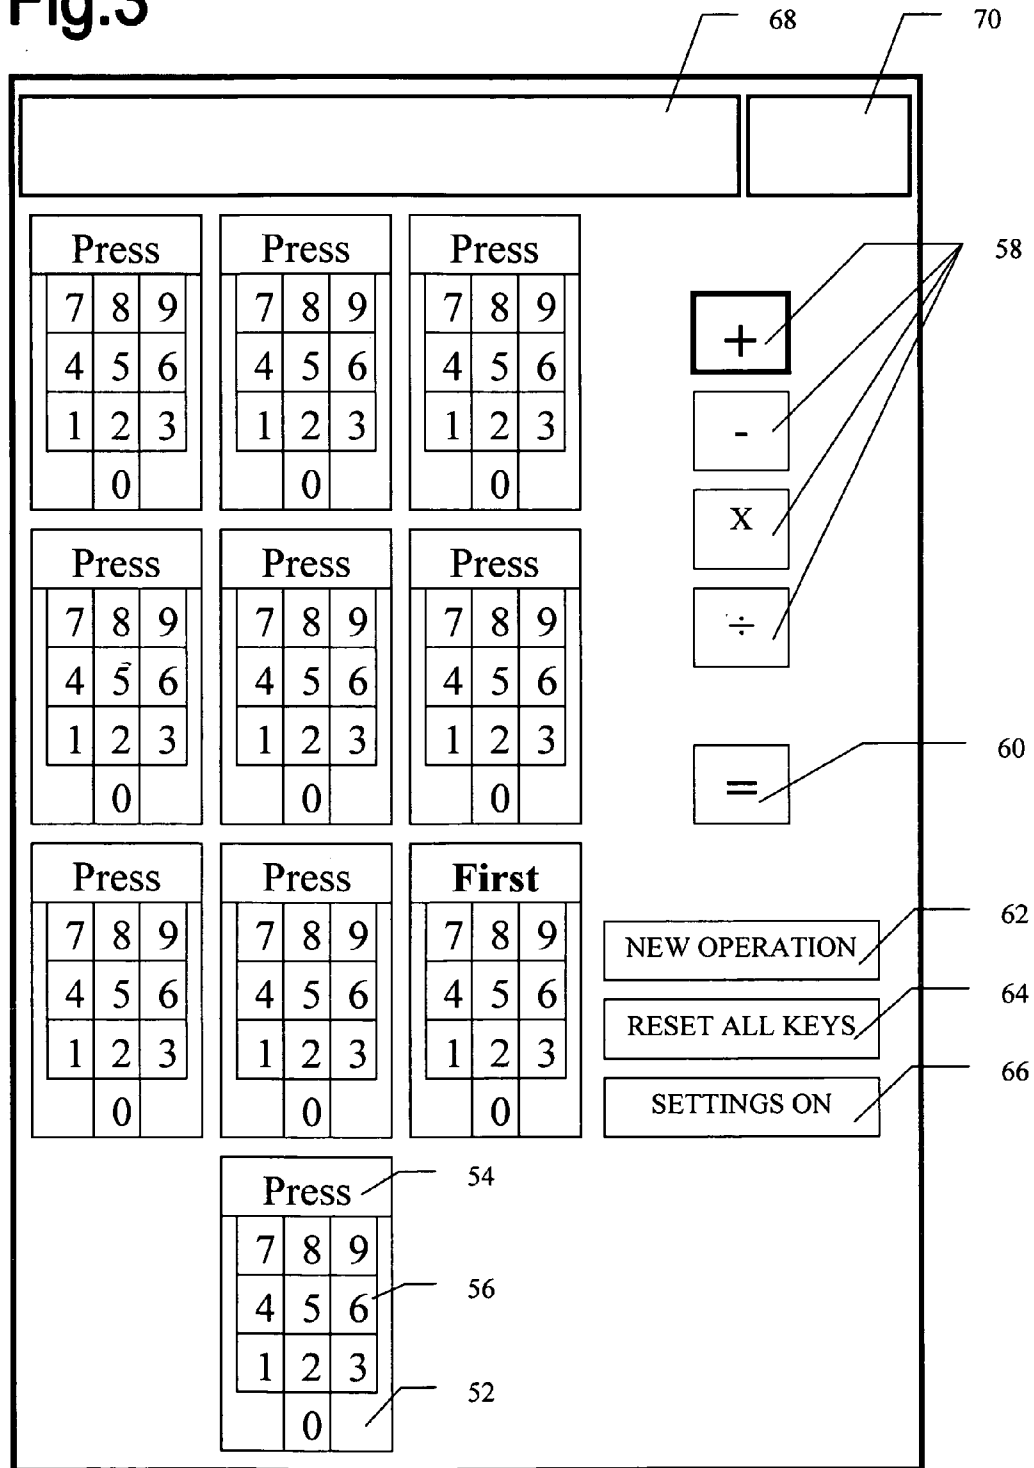 Fig.3
68 70
Press Press Press
58
7 8 9 7 8 9 7 8 9
+
4 5 6 4 5 6 4 5 6
1 2 3 1 2 3 1 2 3
-
0 0 0
X
Press Press Press
7 8 9 7 8 9 7 8 9
÷
4 5 6 4 5 6 4 5 6
1 2 3 1 2 3 1 2 3
60
=
0 0 0
Press Press First
62
7 8 9 7 8 9 7 8 9
NEW OPERATION
4 5 6 4 5 6 4 5 6
64
RESET ALL KEYS
1 2 3 1 2 3 1 2 3
66
SETTINGS ON
0 0 0
Press 54
7 8 9
56
4 5 6
1 2 3
52
0